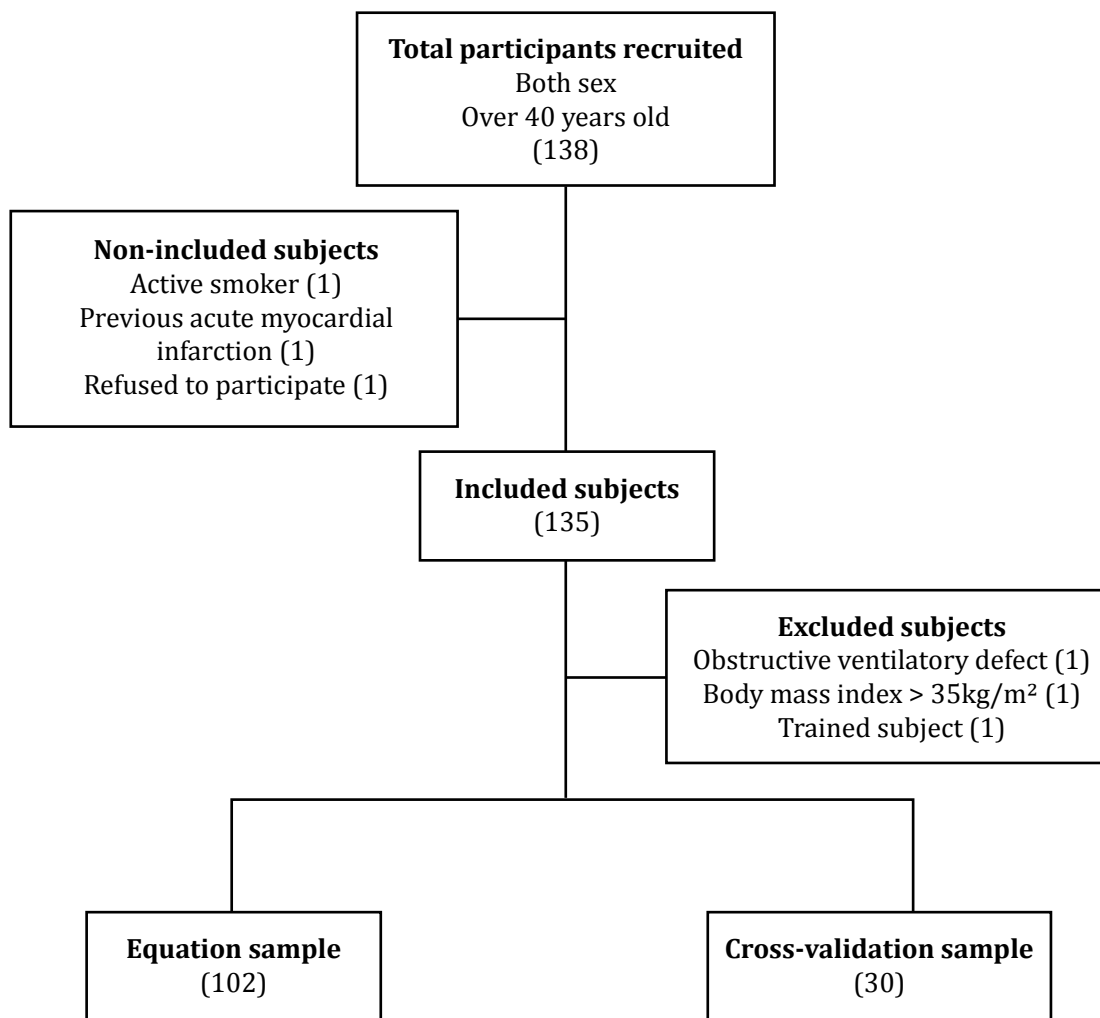 Total participants recruited
Both sex
Over 40 years old
(138)
Non-included subjects
Active smoker (1)
Previous acute myocardial
infarction (1)
Refused to participate (1)
Included subjects
(135)
Excluded subjects
Obstructive ventilatory defect (1)
Body mass index > 35kg/m² (1)
Trained subject (1)
Equation sample
(102)
Cross-validation sample
(30)